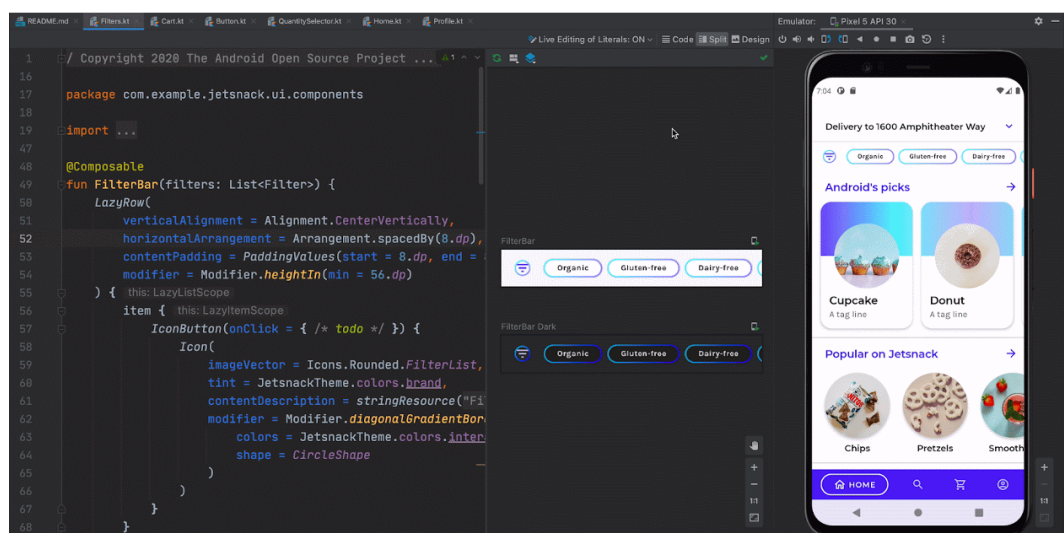 README.md Filters.kt Cart.kt Button.kt QuantitySelector.kt Home.kt Profile.kt
Emulator: Pixel 5 API 30
Live Editing of Literals: ON Code Split Design
1 / Copyright 2020 The Android Open Source Project ... 1
16
17 package com.example.jetsnack.ui.components
18
19 import ...
47
48 @Composable
49 fun FilterBar(filters: List<Filter>) {
50 LazyRow(
51 verticalAlignment = Alignment.CenterVertically,
52 horizontalArrangement = Arrangement.spacedBy(8.dp),
53 contentPadding = PaddingValues(start = 8.dp, end =
54 modifier = Modifier.heightIn(min = 56.dp)
55 ) { this: LazyListScope
56 item { this: LazyItemScope
57 IconButton(onClick = { /* todo */ }) {
58 Icon(
59 imageVector = Icons.Rounded.FilterList,
60 tint = JetsnackTheme.colors.brand,
61 contentDescription = stringResource("Fi
62 modifier = Modifier.diagonalGradientBor
63 colors = JetsnackTheme.colors.inter
64 shape = CircleShape
65 )
66 )
67 }
68 }
FilterBar
Organic Gluten-free Dairy-free
FilterBar Dark
Organic Gluten-free Dairy-free
1:1
7:04
Delivery to 1600 Amphitheater Way
Organic Gluten-free Dairy-free
Android's picks
Cupcake Donut
A tag line A tag line
Popular on Jetsnack
Chips Pretzels Smooth
HOME
1:1